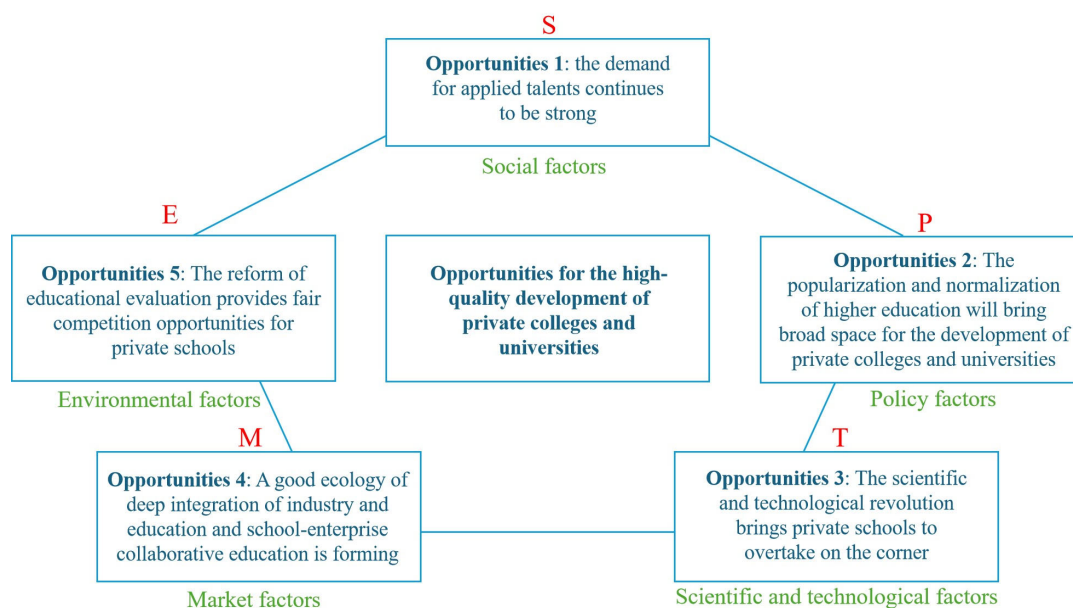 S
Opportunities 1: the demand
for applied talents continues
to be strong
Social factors
E
Opportunities 5: The reform of
educational evaluation provides fair
competition opportunities for
private schools
Environmental factors
Opportunities for the high-
quality development of
private colleges and
universities
P
Opportunities 2: The
popularization and normalization
of higher education will bring
broad space for the development of
private colleges and universities
Policy factors
M
Opportunities 4: A good ecology of
deep integration of industry and
education and school-enterprise
collaborative education is forming
Market factors
T
Opportunities 3: The scientific
and technological revolution
brings private schools to
overtake on the corner
Scientific and technological factors